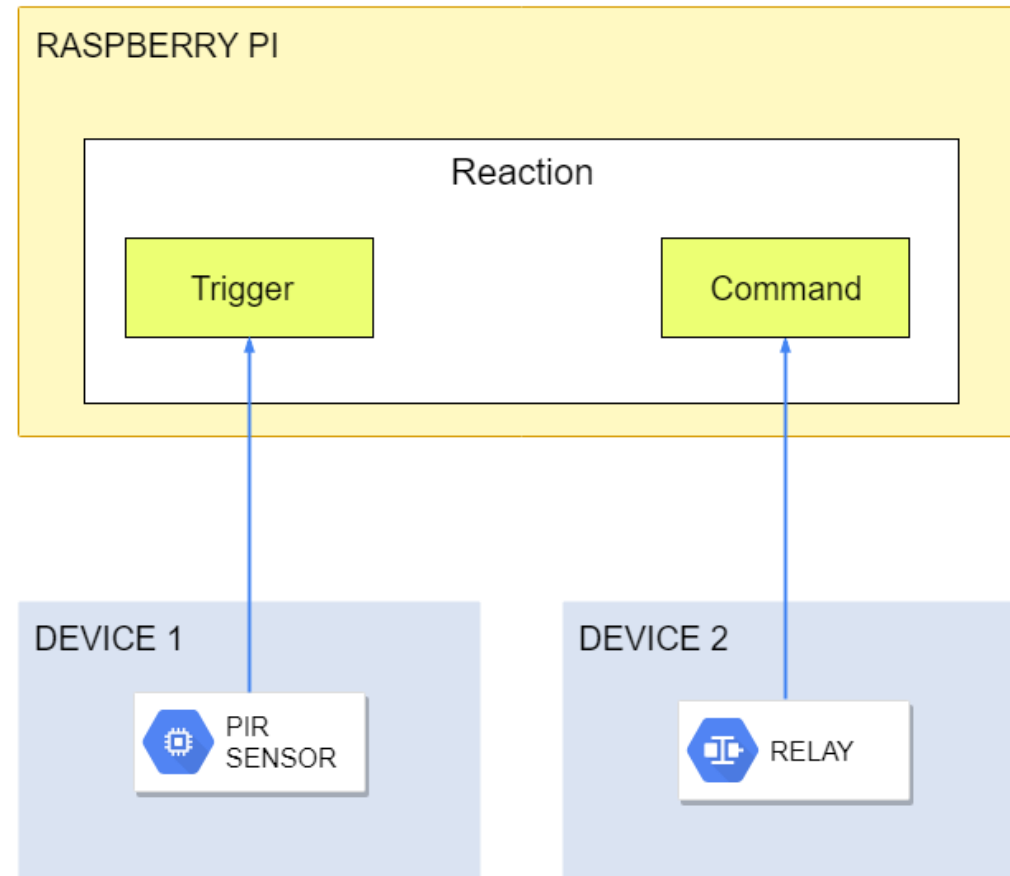 RASPBERRY PI
Reaction
Trigger
Command
DEVICE 1
DEVICE 2
PIR
SENSOR
RELAY